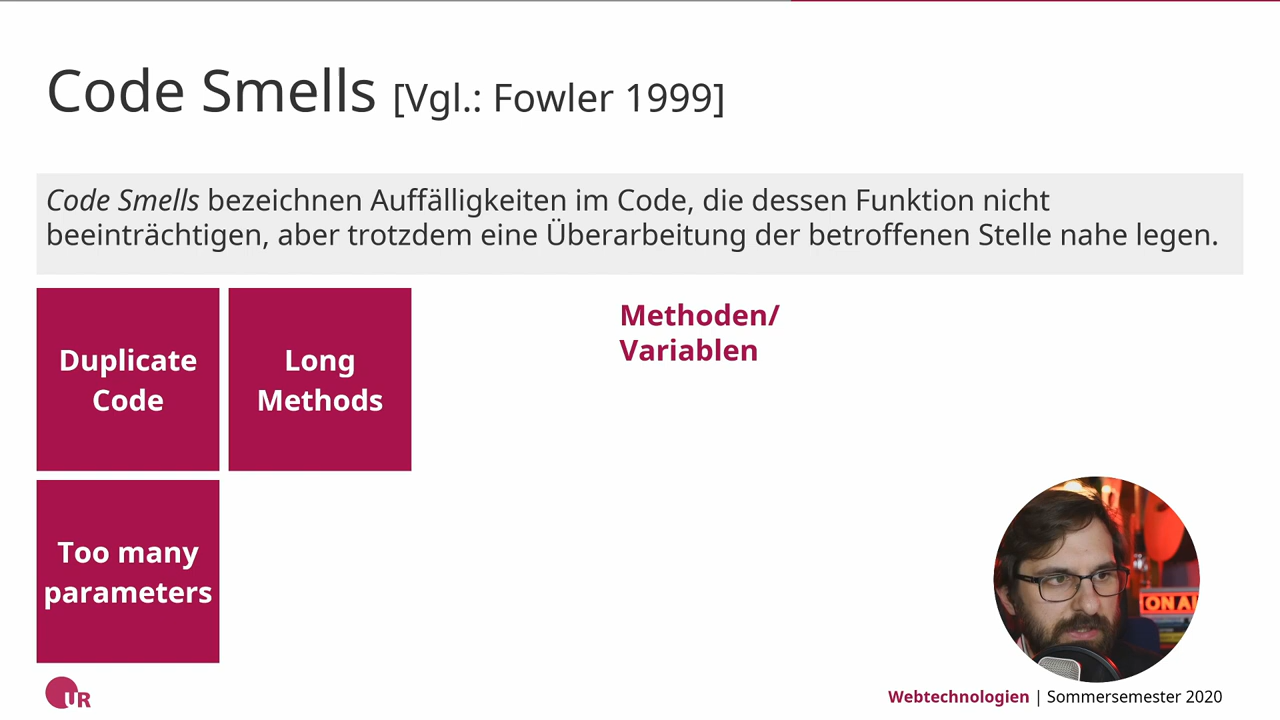 Code Smells [Vgl.: Fowler 1999]
Code Smells bezeichnen Auffälligkeiten im Code, die dessen Funktion nicht
beeinträchtigen, aber trotzdem eine Überarbeitung der betroffenen Stelle nahe legen.
Duplicate
Code
Long
Methods
Methoden/
Variablen
Too many
parameters
ON A
UR
Webtechnologien | Sommersemester 2020